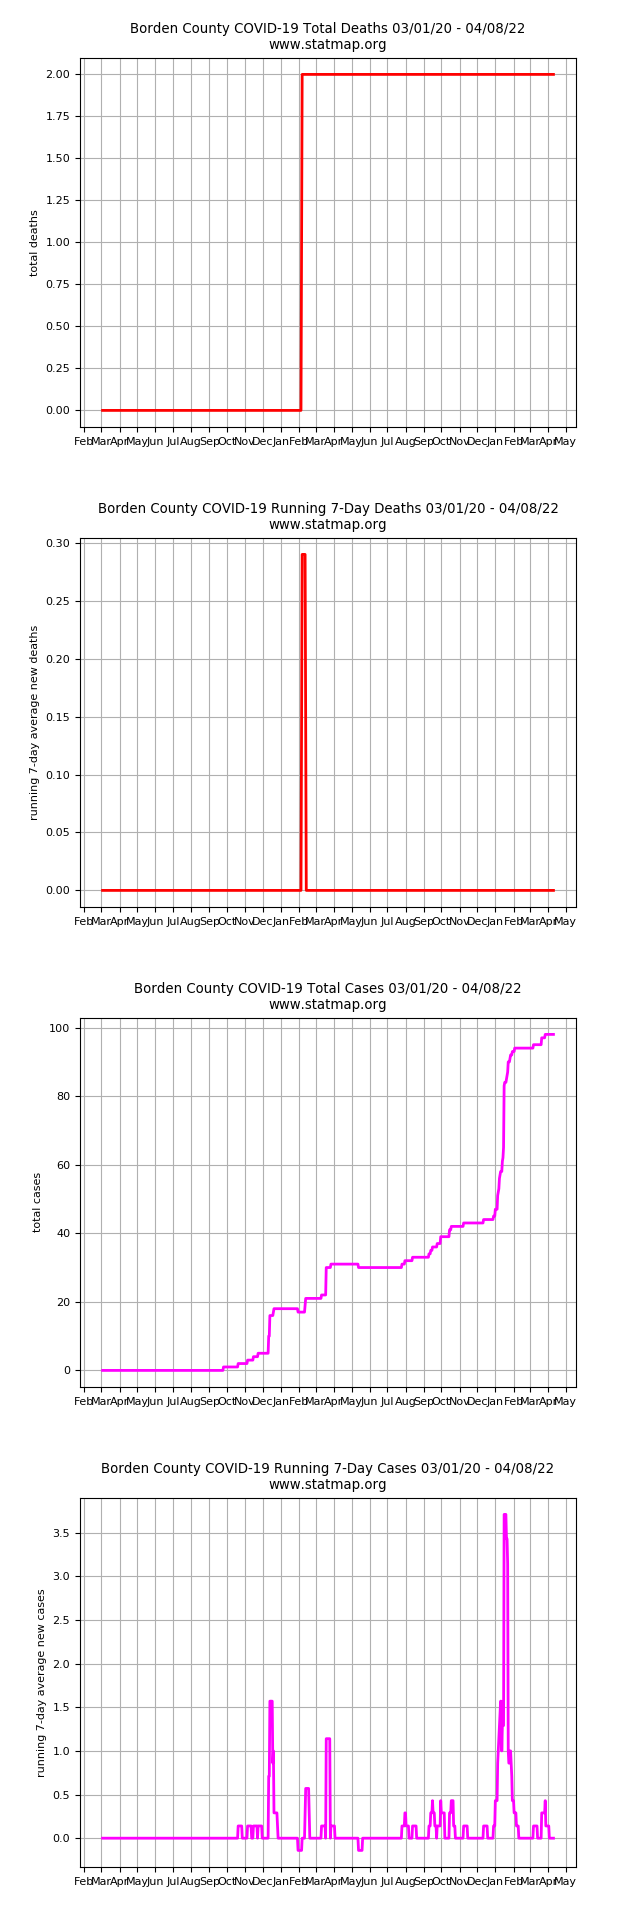 Borden County COVID-19 Total Deaths 03/01/20 - 04/08/22
www.statmap.org
2.00
1.75
1.50
1.25
1.00
0.75
0.50
0.25
0.00
total deaths
Feb Mar Apr May Jun Jul Aug Sep Oct Nov Dec Jan Feb Mar Apr May Jun Jul Aug Sep Oct Nov Dec Jan Feb Mar Apr May
Borden County COVID-19 Running 7-Day Deaths 03/01/20 - 04/08/22
www.statmap.org
0.30
0.25
0.20
0.15
0.10
0.05
0.00
running 7-day average new deaths
Feb Mar Apr May Jun Jul Aug Sep Oct Nov Dec Jan Feb Mar Apr May Jun Jul Aug Sep Oct Nov Dec Jan Feb Mar Apr May
Borden County COVID-19 Total Cases 03/01/20 - 04/08/22
www.statmap.org
100
80
60
40
20
0
total cases
Feb Mar Apr May Jun Jul Aug Sep Oct Nov Dec Jan Feb Mar Apr May Jun Jul Aug Sep Oct Nov Dec Jan Feb Mar Apr May
Borden County COVID-19 Running 7-Day Cases 03/01/20 - 04/08/22
www.statmap.org
3.5
3.0
2.5
2.0
1.5
1.0
0.5
0.0
running 7-day average new cases
Feb Mar Apr May Jun Jul Aug Sep Oct Nov Dec Jan Feb Mar Apr May Jun Jul Aug Sep Oct Nov Dec Jan Feb Mar Apr May